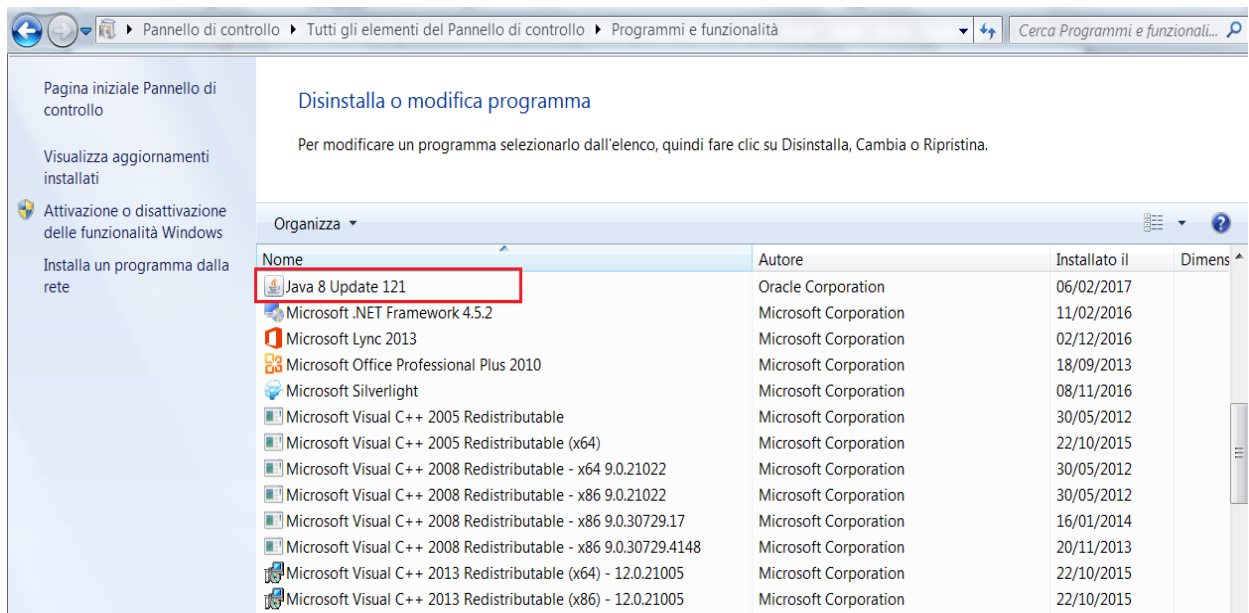 Pannello di controllo Tutti gli elementi del Pannello di controllo Programmi e funzionalità Cerca Programmi e funzionali...
Pagina iniziale Pannello di
controllo
Visualizza aggiornamenti
installati
Attivazione o disattivazione
delle funzionalità Windows
Installa un programma dalla
rete
Disinstalla o modifica programma
Per modificare un programma selezionarlo dall'elenco, quindi fare clic su Disinstalla, Cambia o Ripristina.
Organizza
Nome Autore Installato il Dimens
Java 8 Update 121 Oracle Corporation 06/02/2017
Microsoft .NET Framework 4.5.2 Microsoft Corporation 11/02/2016
Microsoft Lync 2013 Microsoft Corporation 02/12/2016
Microsoft Office Professional Plus 2010 Microsoft Corporation 18/09/2013
Microsoft Silverlight Microsoft Corporation 08/11/2016
Microsoft Visual C++ 2005 Redistributable Microsoft Corporation 30/05/2012
Microsoft Visual C++ 2005 Redistributable (x64) Microsoft Corporation 22/10/2015
Microsoft Visual C++ 2008 Redistributable - x64 9.0.21022 Microsoft Corporation 30/05/2012
Microsoft Visual C++ 2008 Redistributable - x86 9.0.21022 Microsoft Corporation 30/05/2012
Microsoft Visual C++ 2008 Redistributable - x86 9.0.30729.17 Microsoft Corporation 16/01/2014
Microsoft Visual C++ 2008 Redistributable - x86 9.0.30729.4148 Microsoft Corporation 20/11/2013
Microsoft Visual C++ 2013 Redistributable (x64) - 12.0.21005 Microsoft Corporation 22/10/2015
Microsoft Visual C++ 2013 Redistributable (x86) - 12.0.21005 Microsoft Corporation 22/10/2015